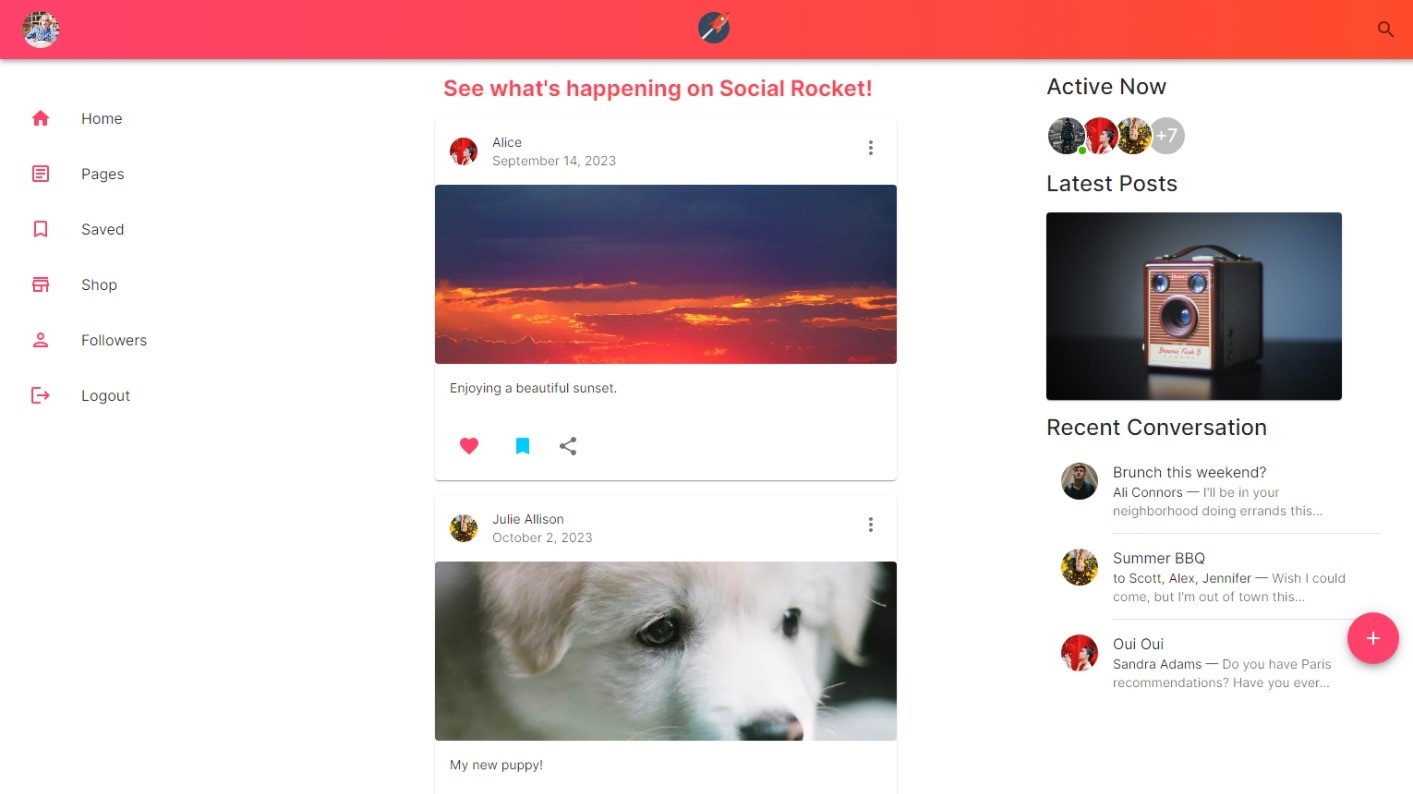 See what's happening on Social Rocket!
Home
Pages
Saved
Shop
Followers
Logout
Alice
September 14, 2023
Enjoying a beautiful sunset.
Julie Allison
October 2, 2023
My new puppy!
Active Now
+7
Latest Posts
Recent Conversation
Brunch this weekend?
Ali Connors — I'll be in your
neighborhood doing errands this…
Summer BBQ
to Scott, Alex, Jennifer — Wish I could
come, but I'm out of town this…
Oui Oui
Sandra Adams — Do you have Paris
recommendations? Have you ever…